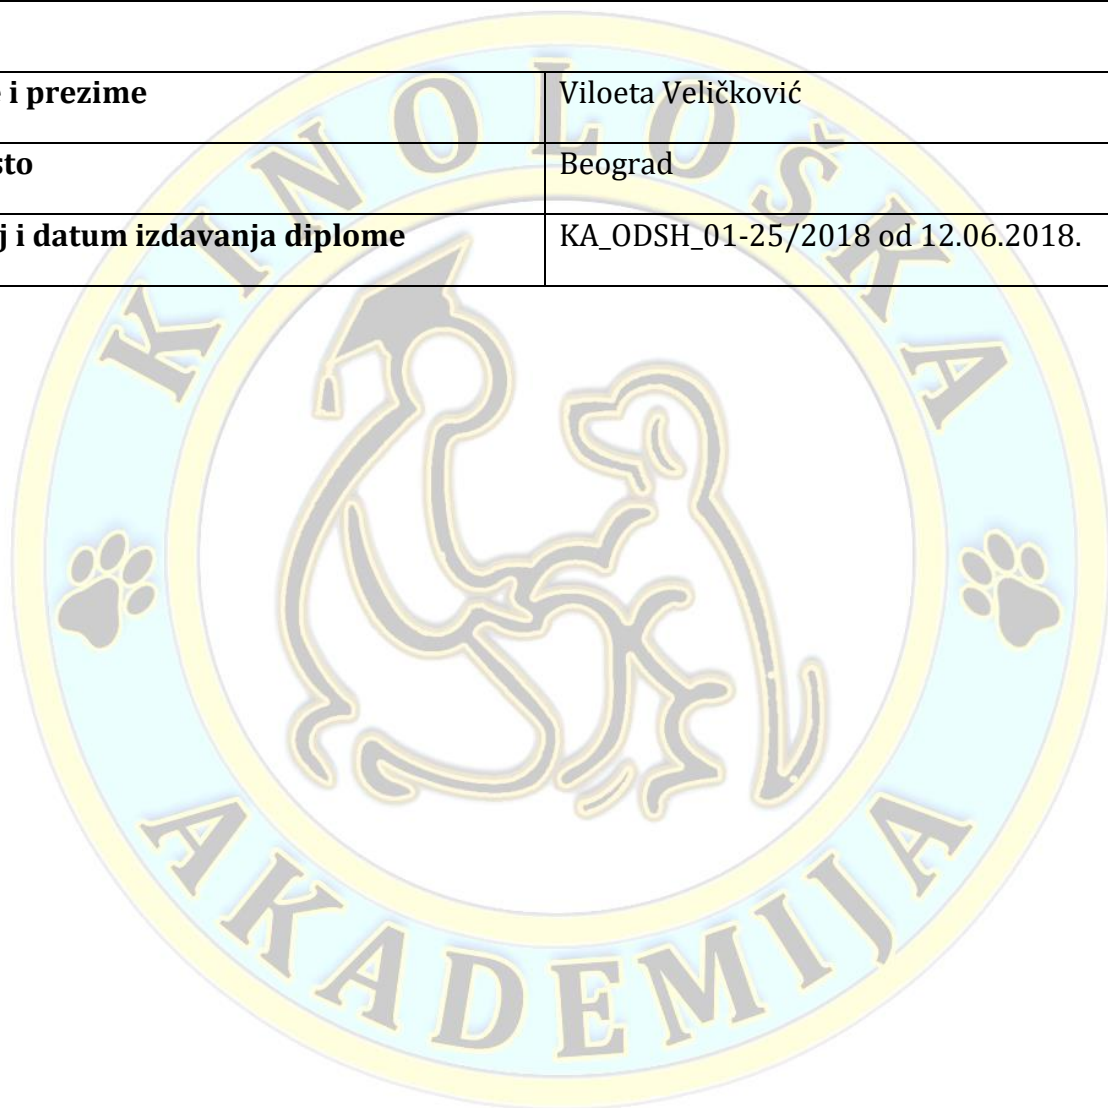 e i prezime
Viloeta Veličković
sto
Beograd
j i datum izdavanja diplome
KA_ODSH_01-25/2018 od 12.06.2018.
KINOLOŠKA
AKADEMIJA